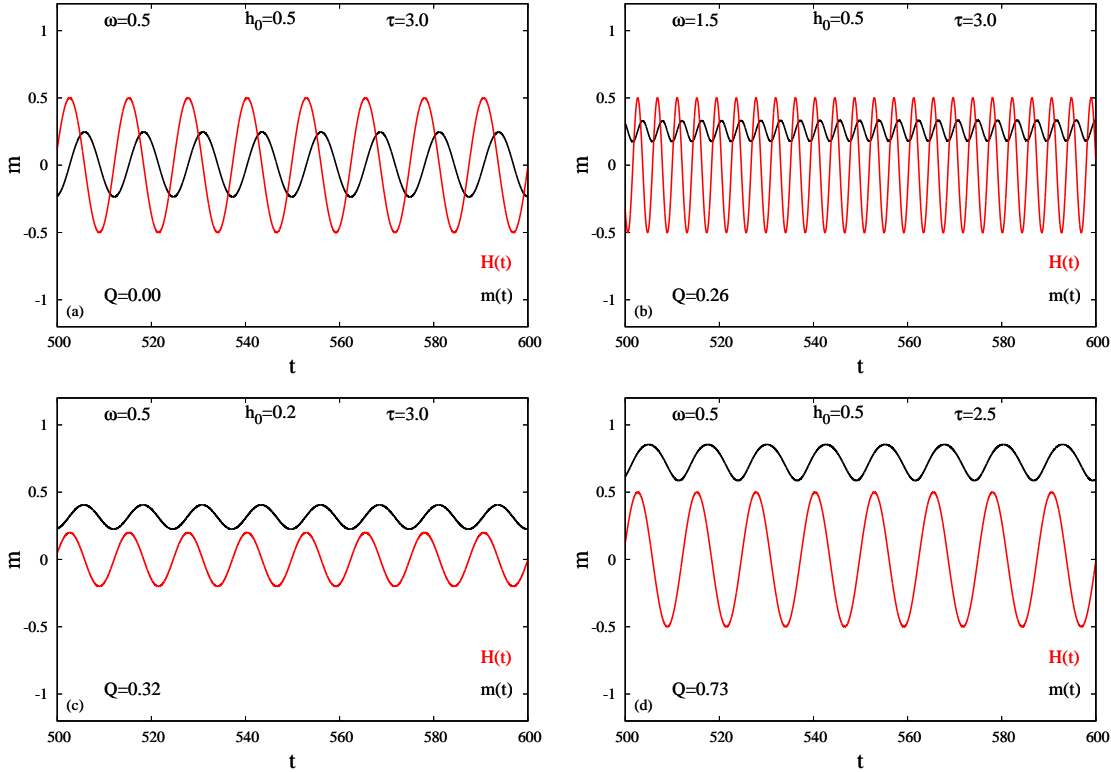 ω=0.5 h0=0.5 τ=3.0
1
0.5
0
-0.5
-1
m
H(t)
Q=0.00 m(t)
(a)
500 520 540 560 580 600
t
ω=1.5 h0=0.5 τ=3.0
1
0.5
0
-0.5
-1
m
H(t)
Q=0.26 m(t)
(b)
500 520 540 560 580 600
t
ω=0.5 h0=0.2 τ=3.0
1
0.5
0
-0.5
-1
m
H(t)
Q=0.32 m(t)
(c)
500 520 540 560 580 600
t
ω=0.5 h0=0.5 τ=2.5
1
0.5
0
-0.5
-1
m
H(t)
Q=0.73 m(t)
(d)
500 520 540 560 580 600
t